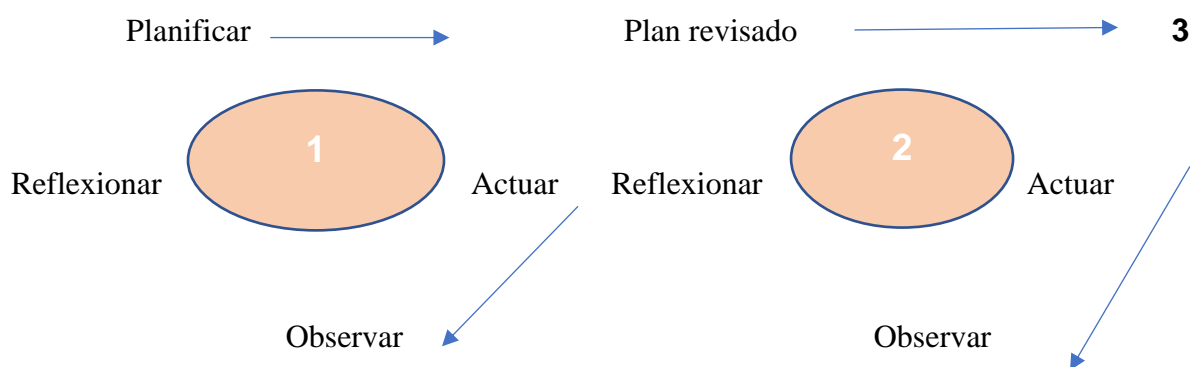 Planificar
Plan revisado
3
1
2
Reflexionar
Actuar
Reflexionar
Actuar
Observar
Observar